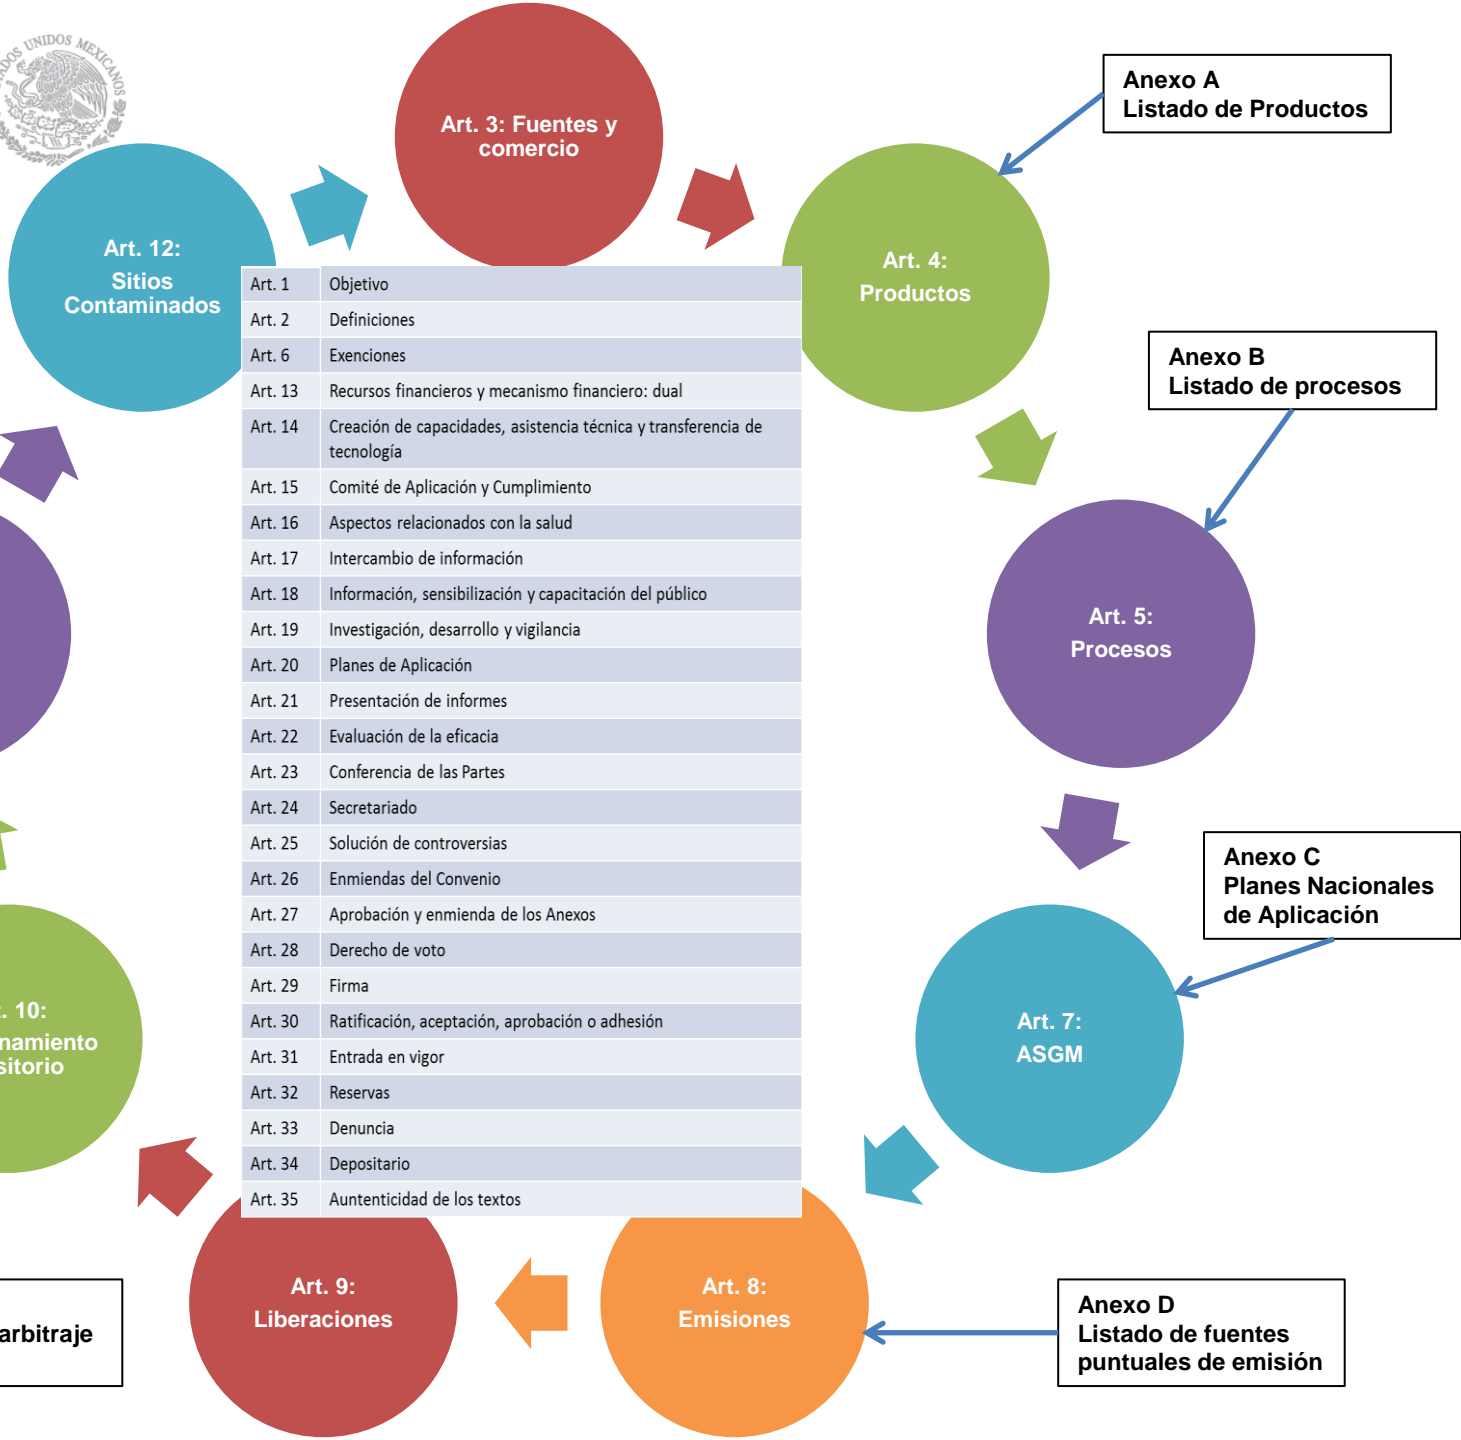 UNIDOS MEXICANOS
Art. 3: Fuentes y
comercio
Anexo A
Listado de Productos
Art. 12:
Sitios
Contaminados
Art. 4:
Productos
Anexo B
Listado de procesos
Art. 5:
Procesos
Anexo C
Planes Nacionales
de Aplicación
Art. 7:
ASGM
Art. 1 Objetivo
Art. 2 Definiciones
Art. 6 Exenciones
Art. 13 Recursos financieros y mecanismo financiero: dual
Art. 14 Creación de capacidades, asistencia técnica y transferencia de
tecnología
Art. 15 Comité de Aplicación y Cumplimiento
Art. 16 Aspectos relacionados con la salud
Art. 17 Intercambio de información
Art. 18 Información, sensibilización y capacitación del público
Art. 19 Investigación, desarrollo y vigilancia
Art. 20 Planes de Aplicación
Art. 21 Presentación de informes
Art. 22 Evaluación de la eficacia
Art. 23 Conferencia de las Partes
Art. 24 Secretariado
Art. 25 Solución de controversias
Art. 26 Enmiendas del Convenio
Art. 27 Aprobación y enmienda de los Anexos
Art. 28 Derecho de voto
Art. 29 Firma
Art. 30 Ratificación, aceptación, aprobación o adhesión
Art. 31 Entrada en vigor
Art. 32 Reservas
Art. 33 Denuncia
Art. 34 Depositario
Art. 35 Auntenticidad de los textos
. 10:
namiento
sitorio
Art. 9:
Liberaciones
Art. 8:
Emisiones
arbitraje
Anexo D
Listado de fuentes
puntuales de emisión